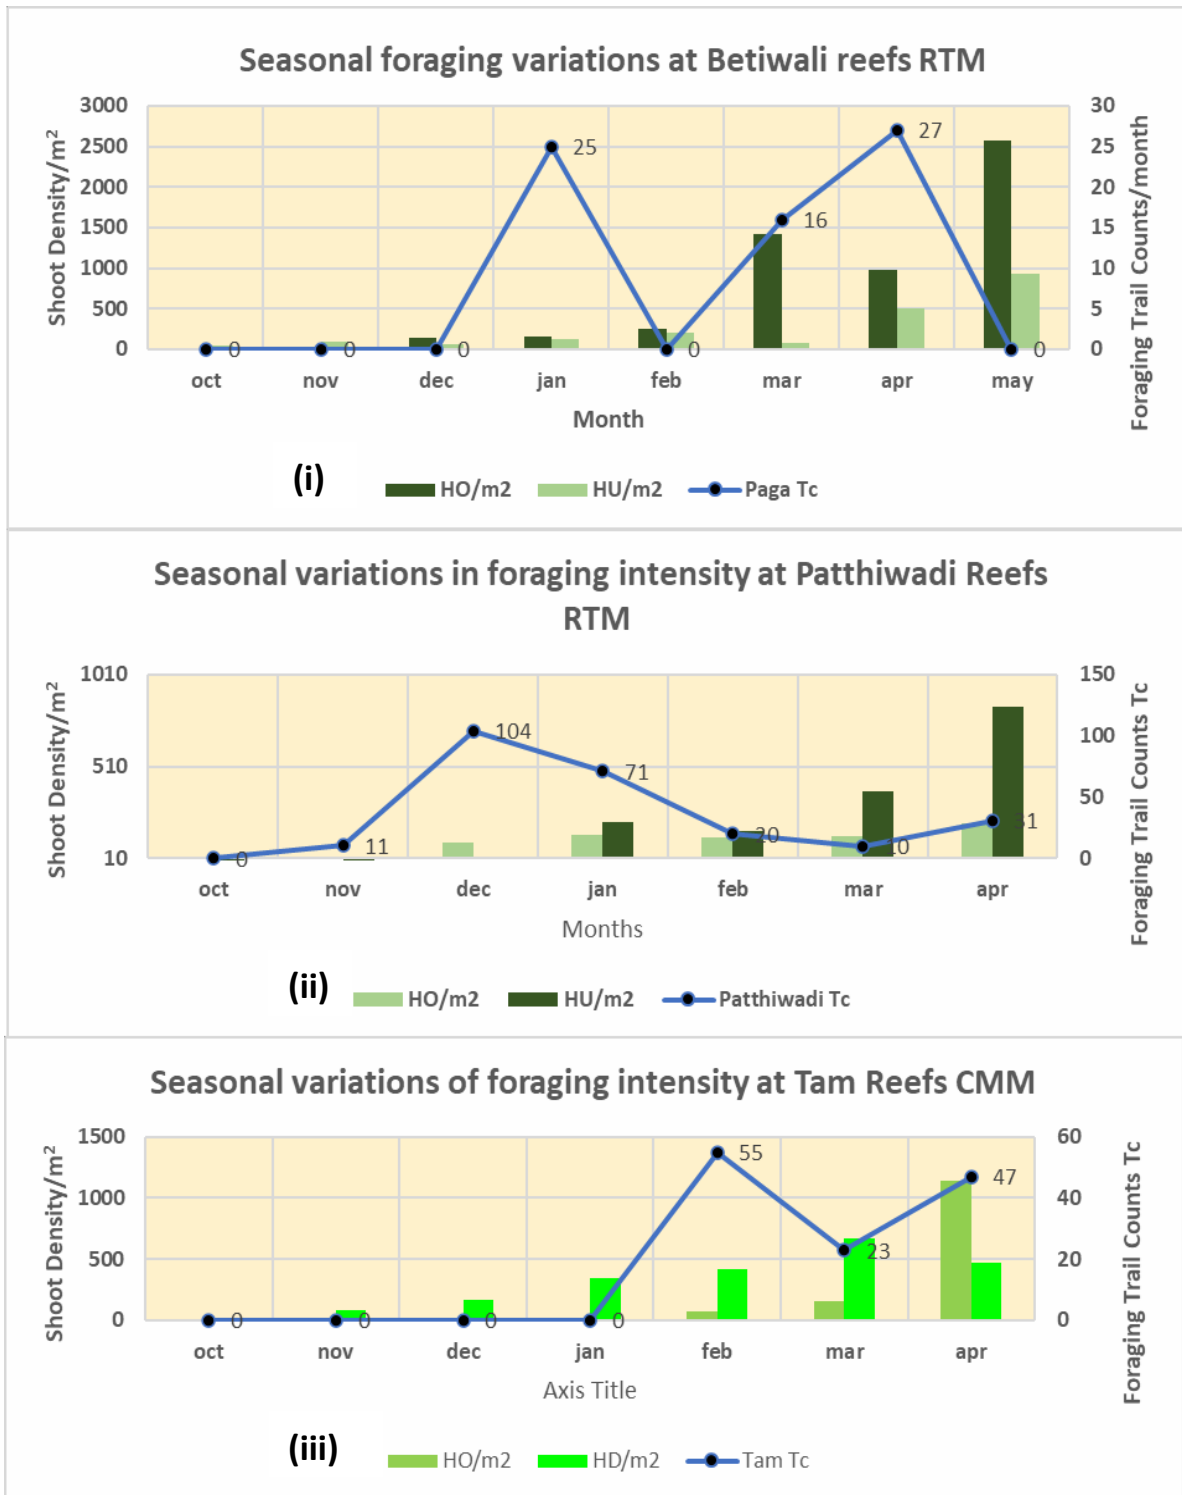 Seasonal foraging variations at Betiwali reefs RTM
Shoot Density/m²
3000
2500
2000
1500
1000
500
0
30
25
20
15
10
5
0
Foraging Trail Counts/month
0
0
0
25
0
16
27
0
oct nov dec jan feb mar apr may
Month
(i)
HO/m2 HU/m2 Paga Tc
Seasonal variations in foraging intensity at Patthiwadi Reefs
RTM
Shoot Density/m²
1010
510
10
150
100
50
0
Foraging Trail Counts Tc
0
11
104
71
20
10
31
oct nov dec jan feb mar apr
Months
(ii)
HO/m2 HU/m2 Patthiwadi Tc
Seasonal variations of foraging intensity at Tam Reefs CMM
Shoot Density/m²
1500
1000
500
0
60
40
20
0
Foraging Trail Counts Tc
0
0
0
0
55
23
47
oct nov dec jan feb mar apr
Axis Title
(iii)
HO/m2 HD/m2 Tam Tc